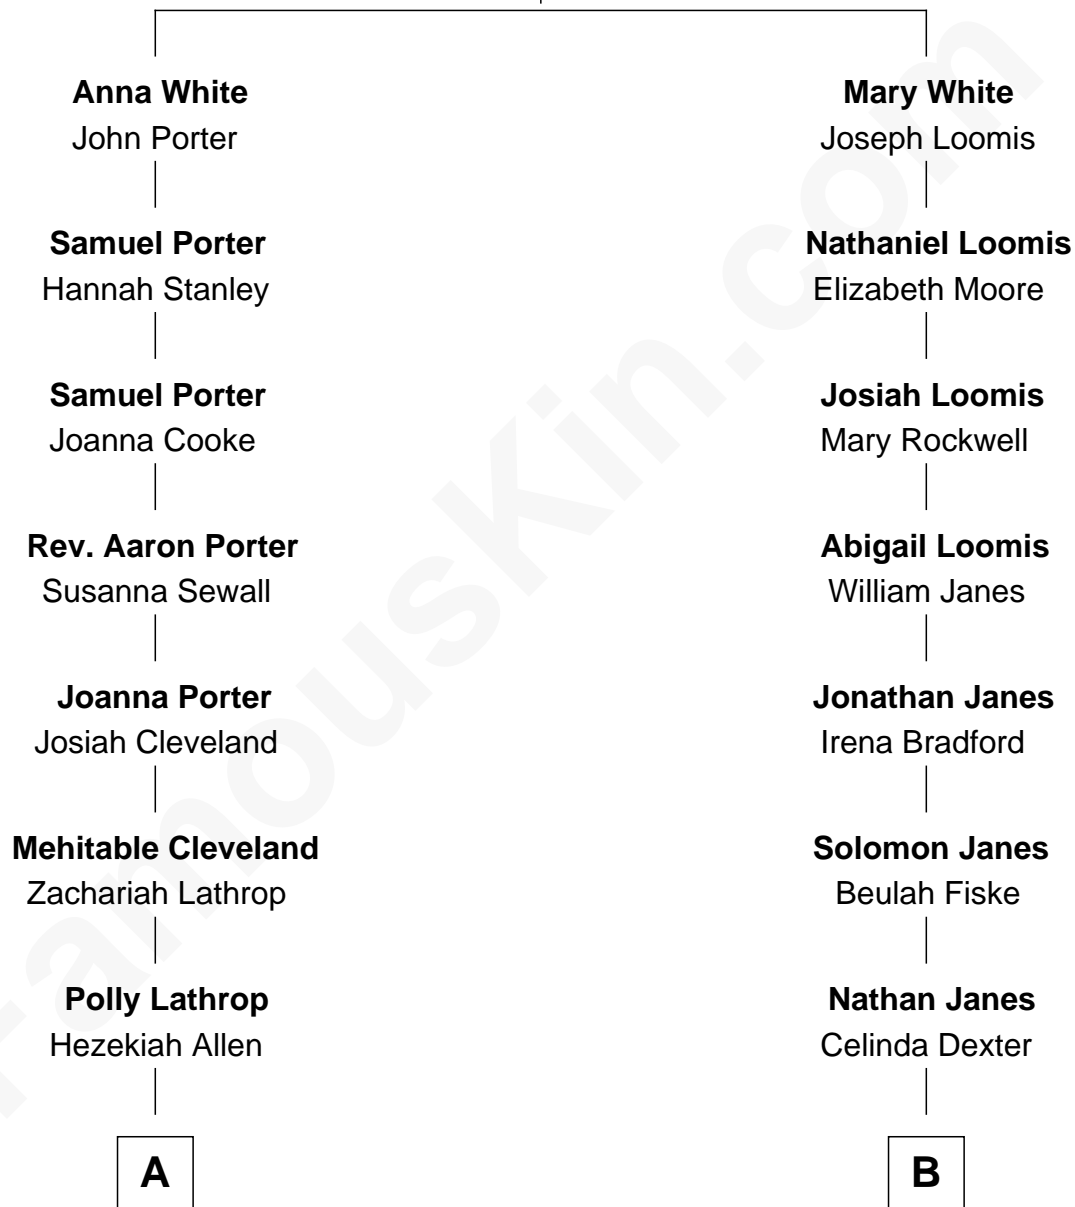 Anna White
John Porter
Samuel Porter
Hannah Stanley
Samuel Porter
Joanna Cooke
Rev. Aaron Porter
Susanna Sewall
Joanna Porter
Josiah Cleveland
Mehitable Cleveland
Zachariah Lathrop
Polly Lathrop
Hezekiah Allen
A
Mary White
Joseph Loomis
Nathaniel Loomis
Elizabeth Moore
Josiah Loomis
Mary Rockwell
Abigail Loomis
William Janes
Jonathan Janes
Irena Bradford
Solomon Janes
Beulah Fiske
Nathan Janes
Celinda Dexter
B
FamousKin.com